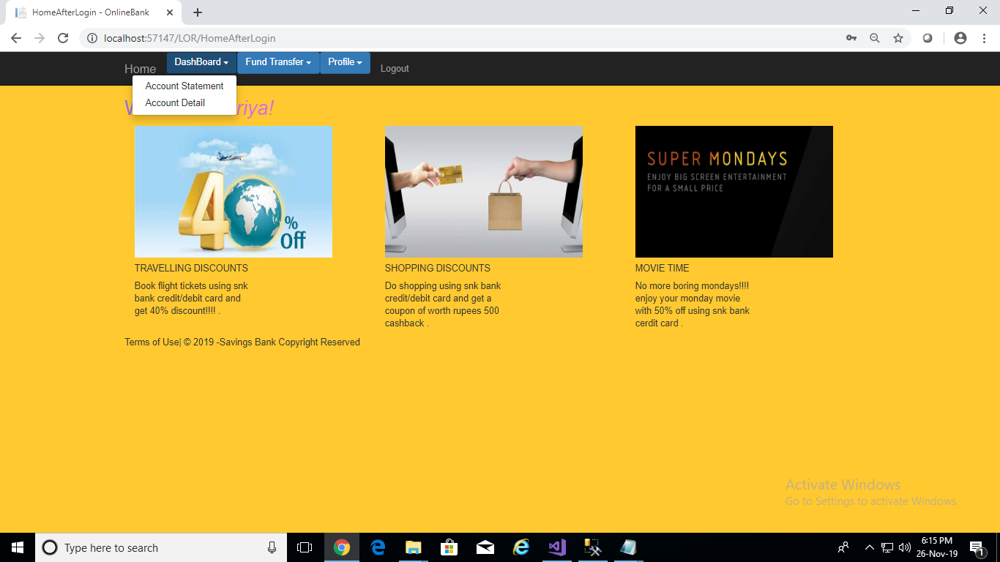 HomeAfterLogin - OnlineBank
localhost:57147/LOR/HomeAfterLogin
Home
DashBoard
Fund Transfer
Profile
Logout
Account Statement
Account Detail
riya!
40% Off
SUPER MONDAYS
ENJOY BIG SCREEN ENTERTAINMENT
FOR A SMALL PRICE
TRAVELLING DISCOUNTS
Book flight tickets using snk
bank credit/debit card and
get 40% discount!!!! .
SHOPPING DISCOUNTS
Do shopping using snk bank
credit/debit card and get a
coupon of worth rupees 500
cashback .
MOVIE TIME
No more boring mondays!!!!
enjoy your monday movie
with 50% off using snk bank
cerdit card .
Terms of Use| © 2019 -Savings Bank Copyright Reserved
Activate Windows
Go to Settings to activate Windows.
Type here to search
6:15 PM
26-Nov-19
1